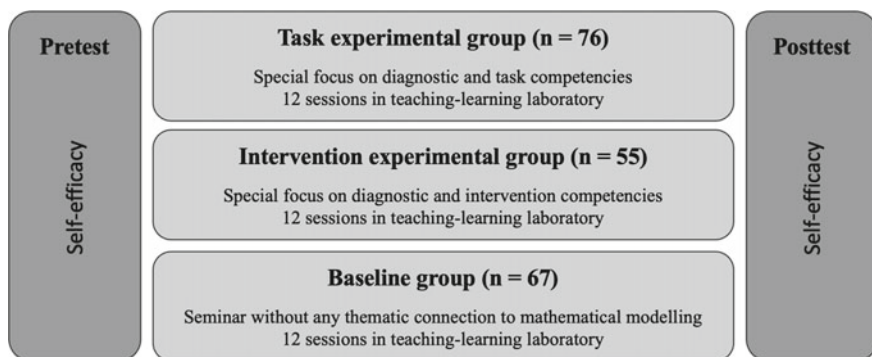 Pretest
Self-efficacy
Task experimental group (n = 76)
Special focus on diagnostic and task competencies
12 sessions in teaching-learning laboratory
Intervention experimental group (n = 55)
Special focus on diagnostic and intervention competencies
12 sessions in teaching-learning laboratory
Baseline group (n = 67)
Seminar without any thematic connection to mathematical modelling
12 sessions in teaching-learning laboratory
Posttest
Self-efficacy